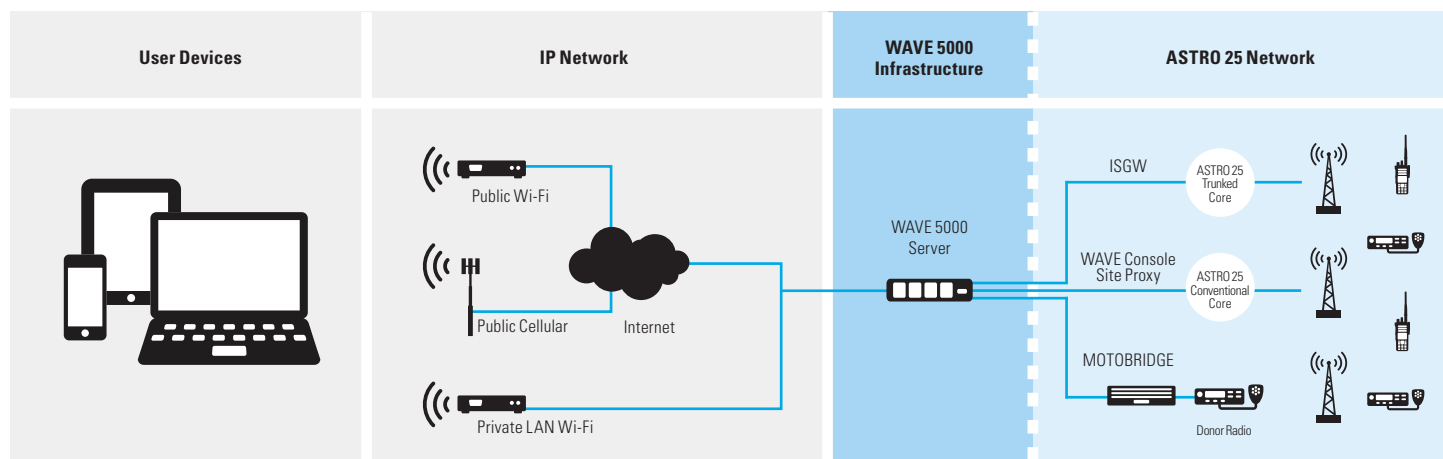 User Devices
IP Network
WAVE 5000
Infrastructure
ASTRO 25 Network
Public Wi-Fi
Public Cellular
Internet
Private LAN Wi-Fi
WAVE 5000
Server
ISGW
ASTRO 25
Trunked
Core
WAVE Console
Site Proxy
ASTRO 25
Conventional
Core
MOTOBRIDGE
Donor Radio